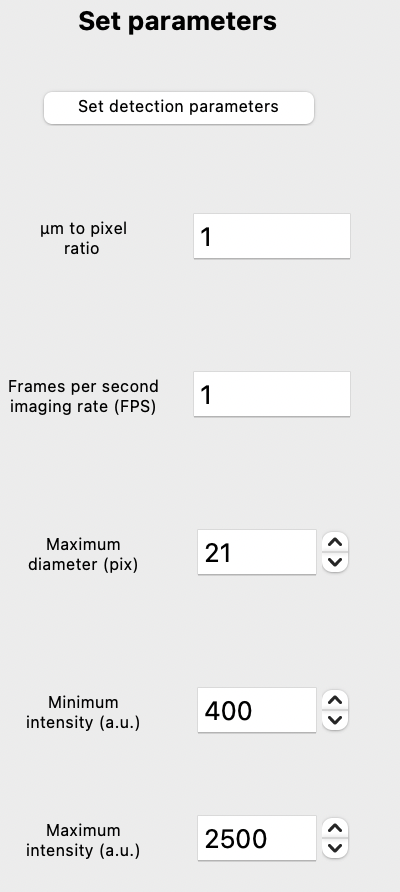 Set parameters
Set detection parameters
µm to pixel
ratio
1
Frames per second
imaging rate (FPS)
1
Maximum
diameter (pix)
21
Minimum
intensity (a.u.)
400
Maximum
intensity (a.u.)
2500